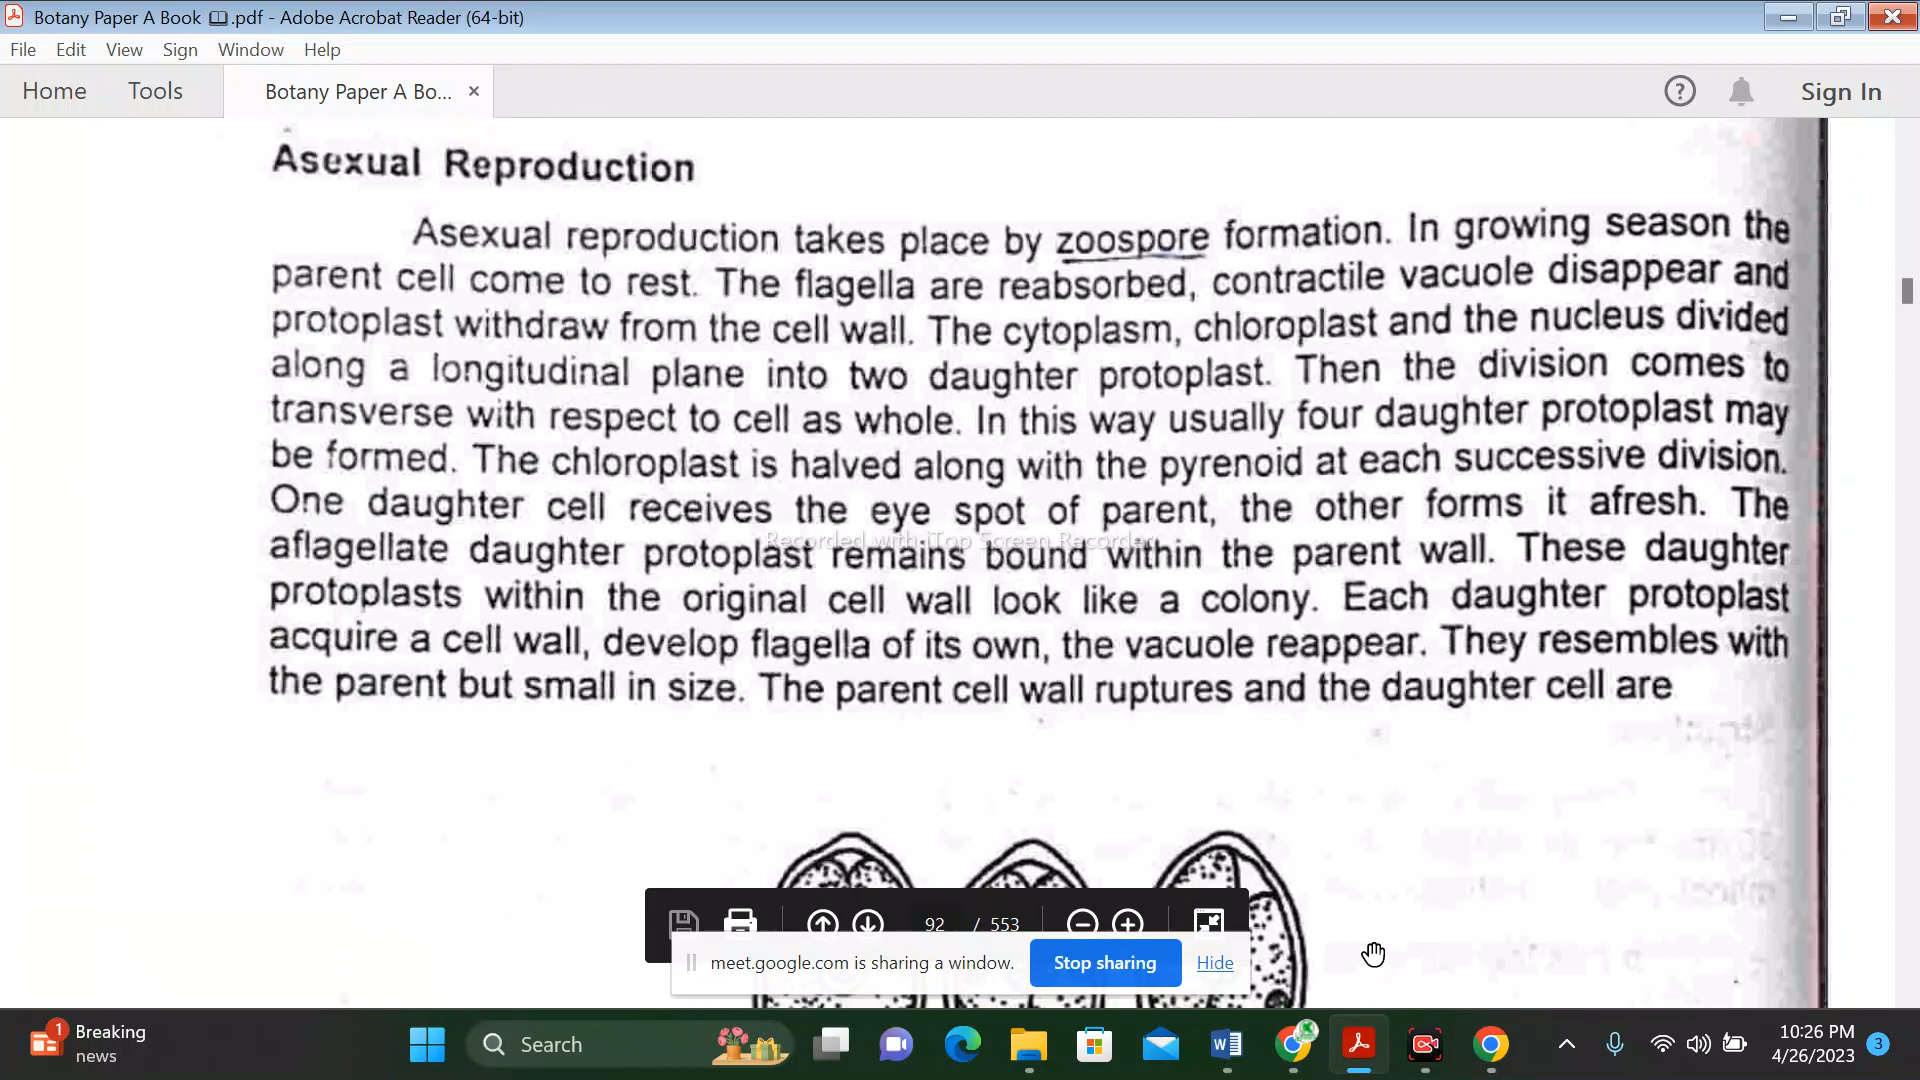 Botany Paper A Book 📖.pdf - Adobe Acrobat Reader (64-bit)
File Edit View Sign Window Help
Home Tools Botany Paper A Bo... × ? Sign In
Asexual Reproduction
Asexual reproduction takes place by zoospore formation. In growing season the
parent cell come to rest. The flagella are reabsorbed, contractile vacuole disappear and
protoplast withdraw from the cell wall. The cytoplasm, chloroplast and the nucleus divided
along a longitudinal plane into two daughter protoplast. Then the division comes to
transverse with respect to cell as whole. In this way usually four daughter protoplast may
be formed. The chloroplast is halved along with the pyrenoid at each successive division.
One daughter cell receives the eye spot of parent, the other forms it afresh. The
Recorded with iTop Screen Recorder
aflagellate daughter protoplast remains bound within the parent wall. These daughter
protoplasts within the original cell wall look like a colony. Each daughter protoplast
acquire a cell wall, develop flagella of its own, the vacuole reappear. They resembles with
the parent but small in size. The parent cell wall ruptures and the daughter cell are
92 / 553
meet.google.com is sharing a window. Stop sharing Hide
1 Breaking
news
Search
10:26 PM
4/26/2023 3